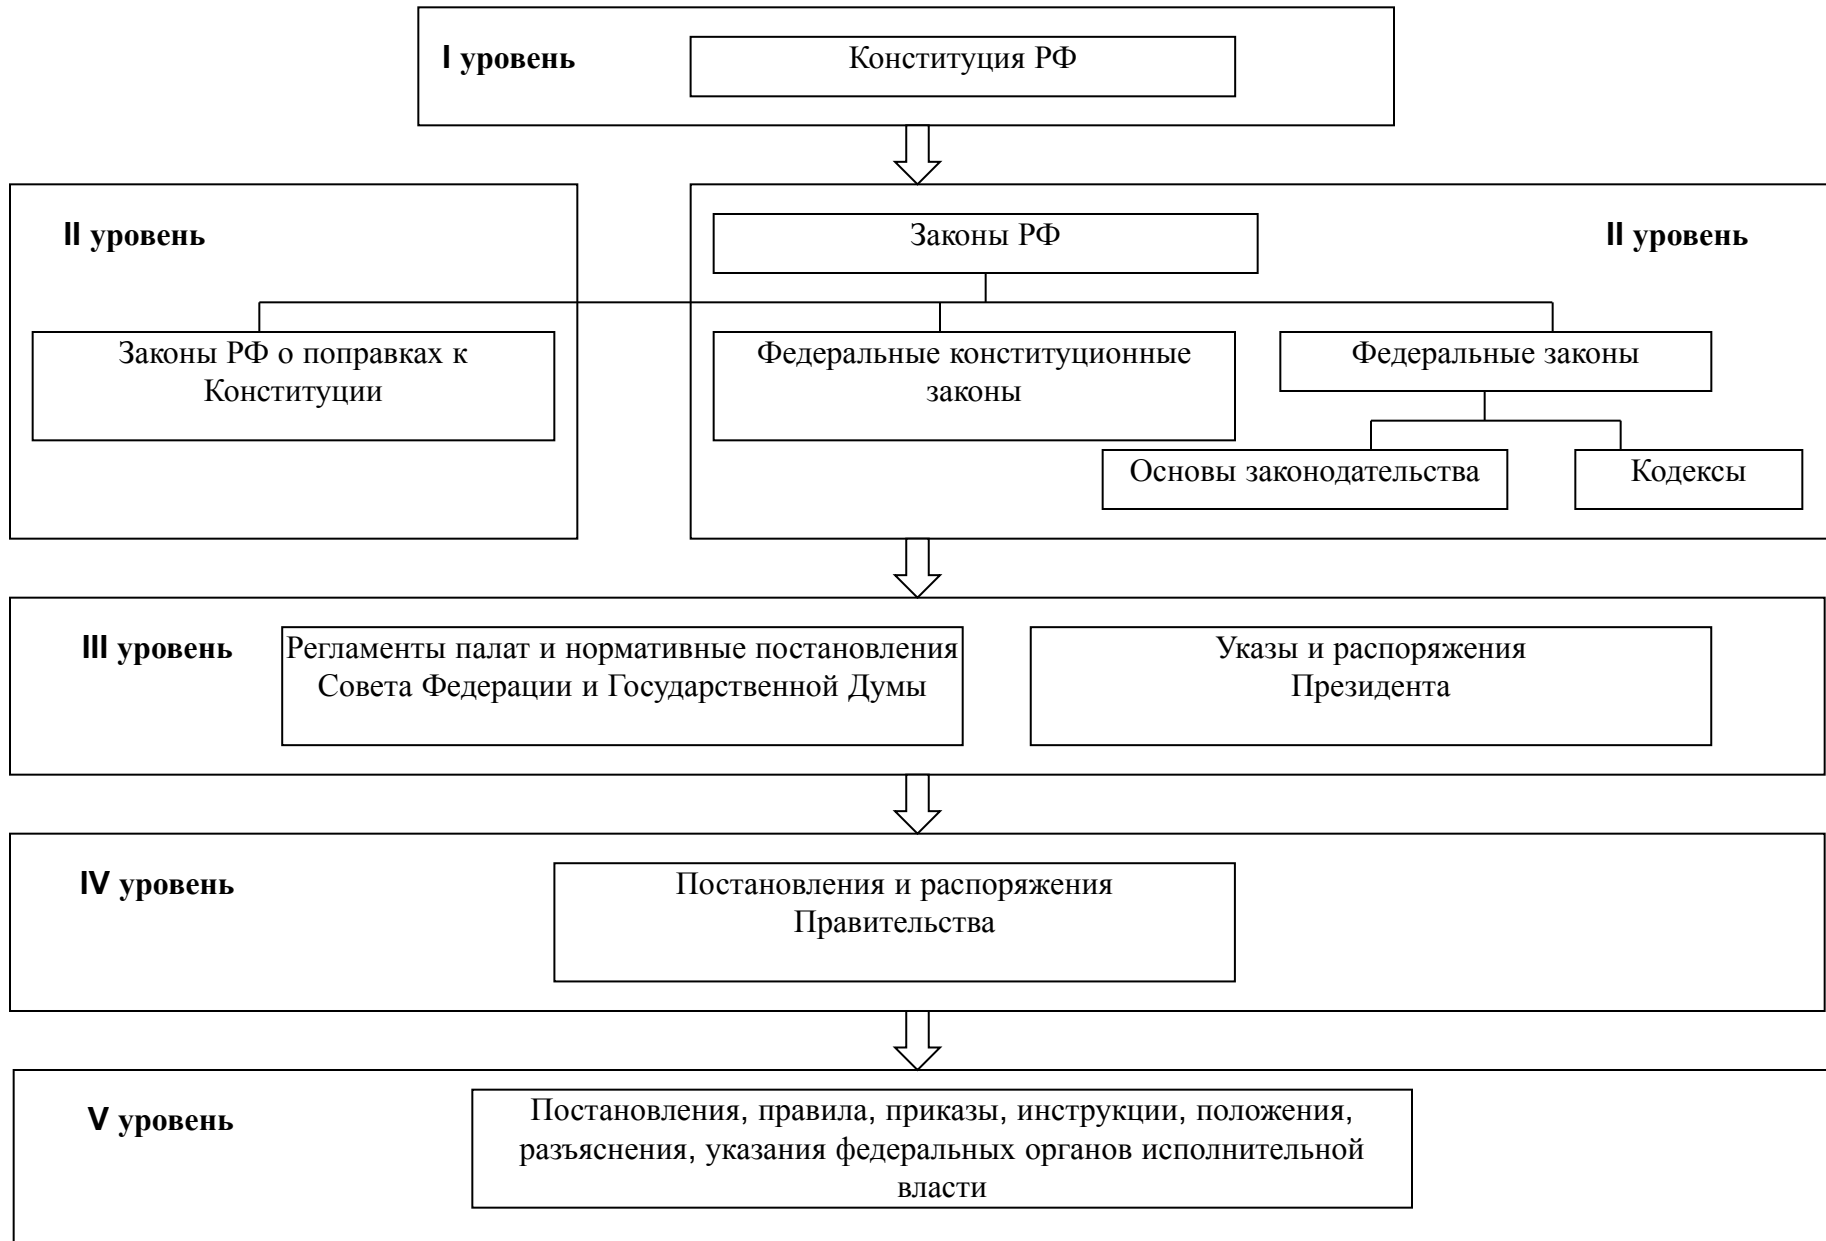 I уровень
Конституция РФ
II уровень
Законы РФ
II уровень
Законы РФ о поправках к
Конституции
Федеральные конституционные
законы
Федеральные законы
Основы законодательства
Кодексы
III уровень
Регламенты палат и нормативные постановления
Совета Федерации и Государственной Думы
Указы и распоряжения
Президента
IV уровень
Постановления и распоряжения
Правительства
V уровень
Постановления, правила, приказы, инструкции, положения,
разъяснения, указания федеральных органов исполнительной
власти